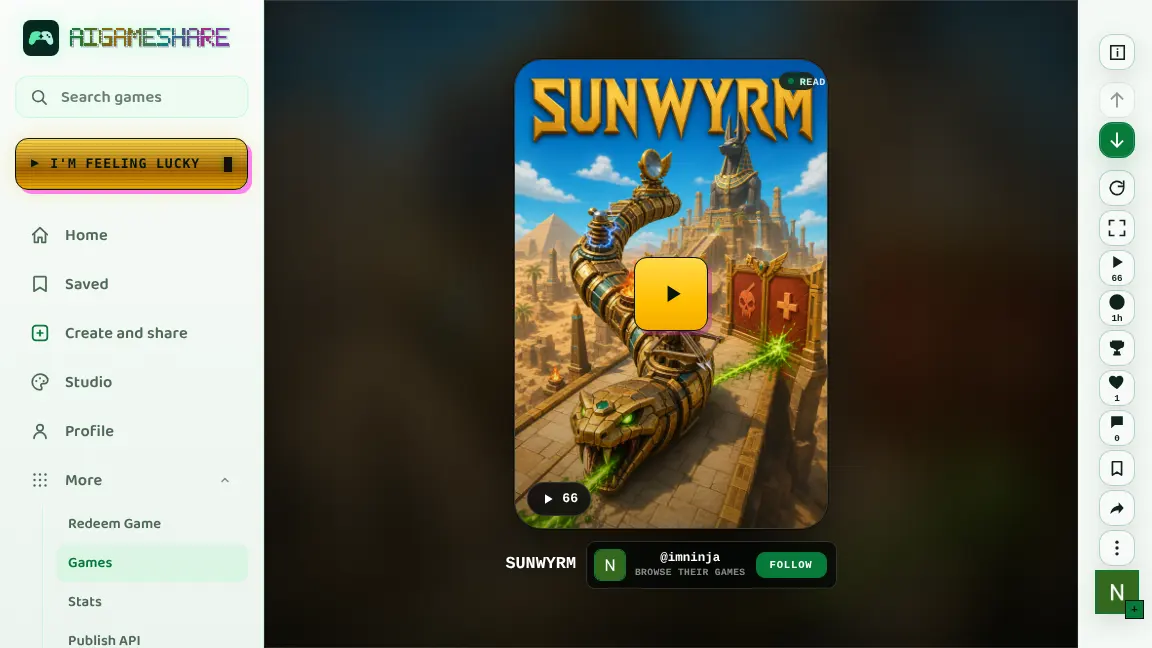 AIGAMESHARE
Search games
I'M FEELING LUCKY
Home
Saved
Create and share
Studio
Profile
More
Redeem Game
Games
Stats
Publish API
READ
SUNWYRM
66
SUNWYRM
N
@imninja
BROWSE THEIR GAMES
FOLLOW
66
1h
1
0
N